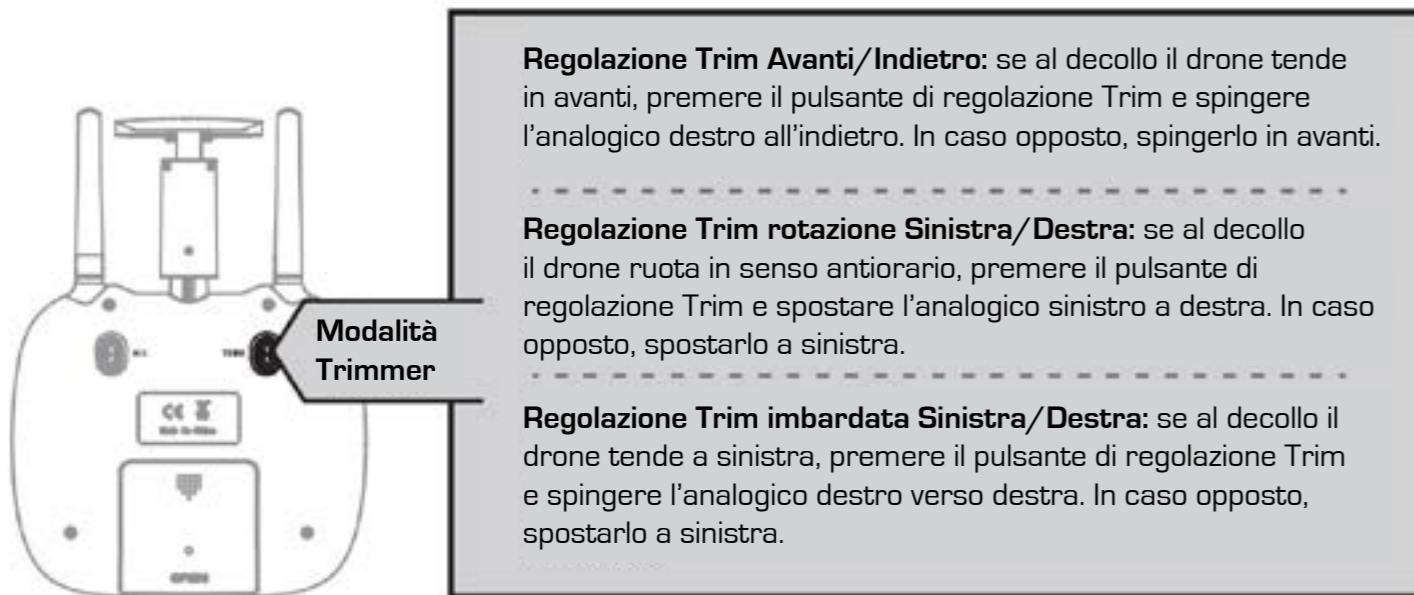 Regolazione Trim Avanti/Indietro: se al decollo il drone tende
in avanti, premere il pulsante di regolazione Trim e spingere
l'analogico destro all'indietro. In caso opposto, spingerlo in avanti.
Regolazione Trim rotazione Sinistra/Destra: se al decollo
il drone ruota in senso antiorario, premere il pulsante di
regolazione Trim e spostare l'analogico sinistro a destra. In caso
opposto, spostarlo a sinistra.
Regolazione Trim imbardata Sinistra/Destra: se al decollo il
drone tende a sinistra, premere il pulsante di regolazione Trim
e spingere l'analogico destro verso destra. In caso opposto,
spostarlo a sinistra.
Modalità
Trimmer
TRIM
CE
OPEN